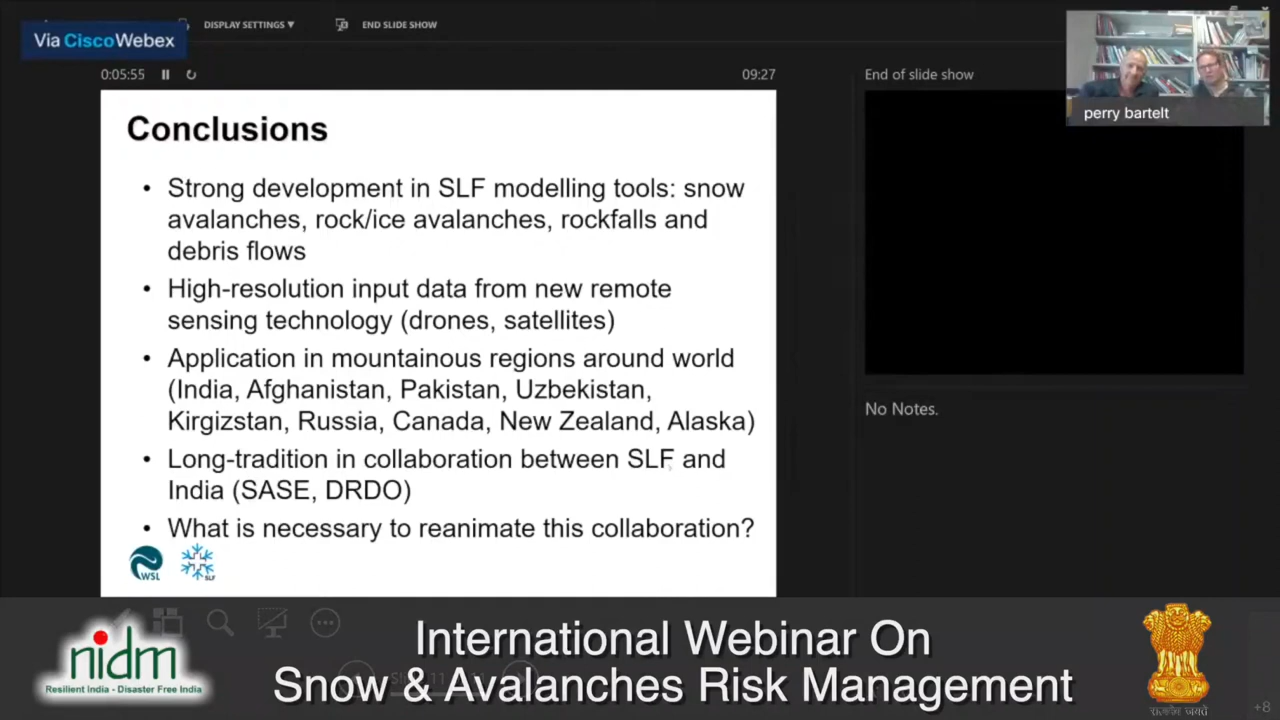 DISPLAY SETTINGS ▼
END SLIDE SHOW
Via CiscoWebex
0:05:55
09:27
End of slide show
perry bartelt
Conclusions
• Strong development in SLF modelling tools: snow
avalanches, rock/ice avalanches, rockfalls and
debris flows
• High-resolution input data from new remote
sensing technology (drones, satellites)
• Application in mountainous regions around world
(India, Afghanistan, Pakistan, Uzbekistan,
Kirgizstan, Russia, Canada, New Zealand, Alaska)
• Long-tradition in collaboration between SLF and
India (SASE, DRDO)
• What is necessary to reanimate this collaboration?
No Notes.
WSL
SLF
nidm
Resilient India - Disaster Free India
International Webinar On
Snow & Avalanches Risk Management
सत्यमेव जयते
+8